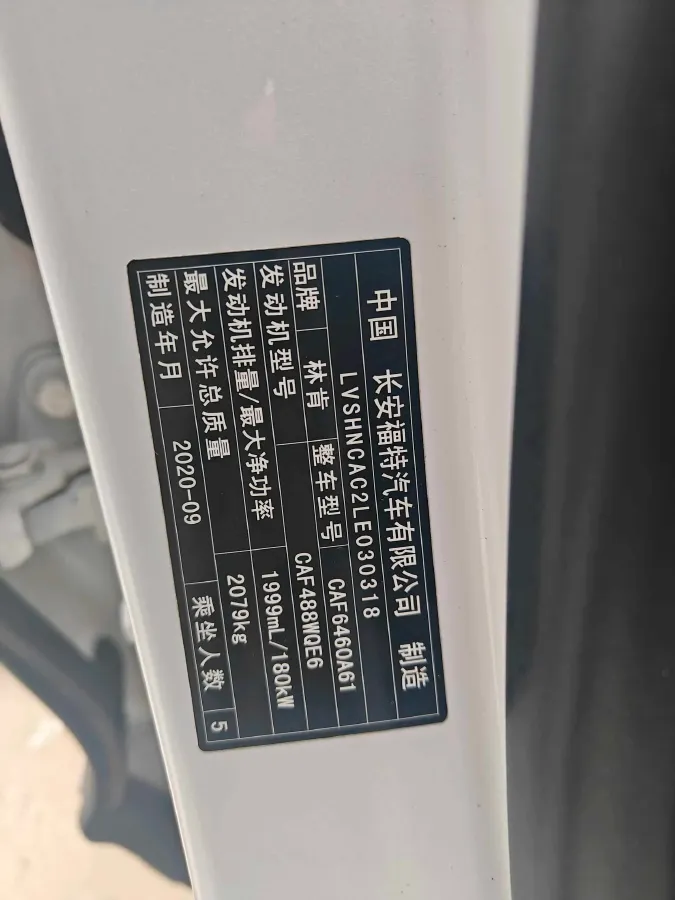 中国 长安福特汽车有限公司 制造
LVSHNCAC2LE030318
品牌 林肯 整车型号 CAF6460A61
发动机型号 CAF488WQE6
发动机排量/最大净功率 1999mL/180kW
最大允许总质量 2079kg
制造年月 2020-09 乘坐人数 5